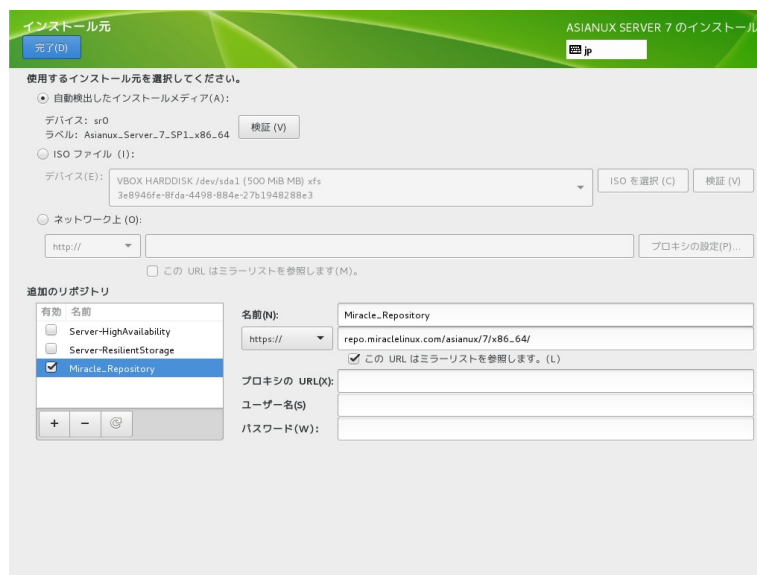 インストール元
ASIANUX SERVER 7 のインストール
完了(D)
jp
使用するインストール元を選択してください。
自動検出したインストールメディア(A):
デバイス: sr0
ラベル: Asianux_Server_7_SP1_x86_64
検証 (V)
ISO ファイル (I):
デバイス(E):
VBOX HARDDISK /dev/sda1 (500 MiB MB) xfs
3e8946fe-8fda-4498-884e-27b1948288e3
ISO を選択 (C)
検証 (V)
ネットワーク上 (O):
http://
プロキシの設定(P)...
この URL はミラーリストを参照します(M)。
追加のリポジトリ
有効 名前
Server-HighAvailability
Server-ResilientStorage
Miracle_Repository
+ −
名前(N):
Miracle_Repository
https://
repo.miraclelinux.com/asianux/7/x86_64/
この URL はミラーリストを参照します。(L)
プロキシの URL(X):
ユーザー名(S)
パスワード(W):